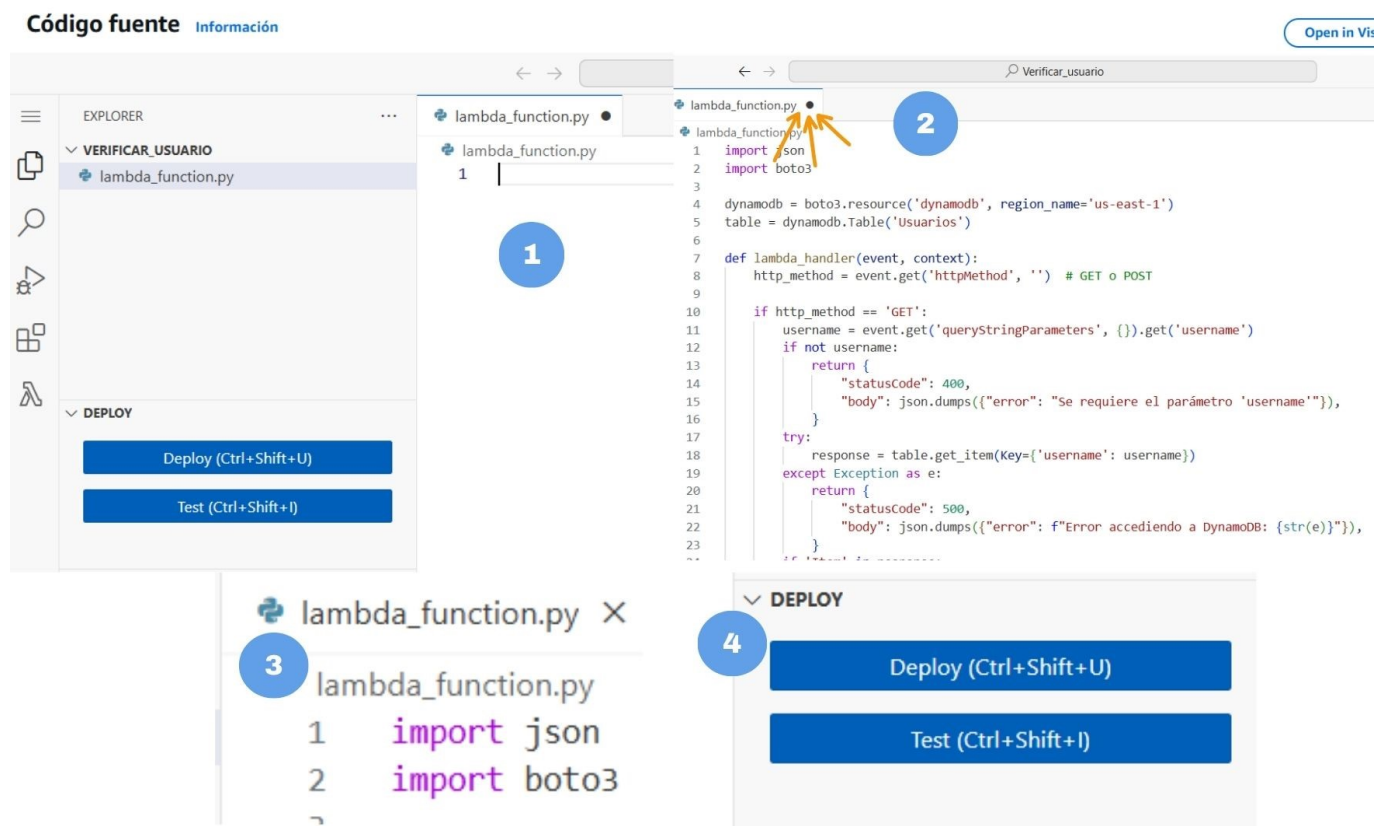 Código fuente Información
Open in Vis
EXPLORER
VERIFICAR_USUARIO
lambda_function.py
DEPLOY
Deploy (Ctrl+Shift+U)
Test (Ctrl+Shift+I)
lambda_function.py
lambda_function.py
1
1
Verificar_usuario
2
lambda_function.py
lambda_function.py
1 import json
2 import boto3
3
4 dynamodb = boto3.resource('dynamodb', region_name='us-east-1')
5 table = dynamodb.Table('Usuarios')
6
7 def lambda_handler(event, context):
8 http_method = event.get('httpMethod', '') # GET o POST
9
10 if http_method == 'GET':
11 username = event.get('queryStringParameters', {}).get('username')
12 if not username:
13 return {
14 "statusCode": 400,
15 "body": json.dumps({"error": "Se requiere el parámetro 'username'"}),
16 }
17 try:
18 response = table.get_item(Key={'username': username})
19 except Exception as e:
20 return {
21 "statusCode": 500,
22 "body": json.dumps({"error": f"Error accediendo a DynamoDB: {str(e)}"}),
23 }
lambda_function.py
3
lambda_function.py
1 import json
2 import boto3
DEPLOY
4
Deploy (Ctrl+Shift+U)
Test (Ctrl+Shift+I)